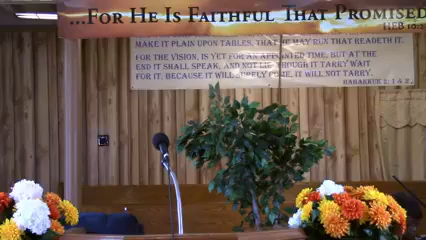 ...For He Is Faithful That Promised
HEB 10:2
MAKE IT PLAIN UPON TABLES, THAT HE MAY RUN THAT READETH IT.
FOR THE VISION, IS YET FOR AN APPOINTED TIME, BUT AT THE
END IT SHALL SPEAK, AND NOT LIE: THOUGH IT TARRY WAIT
FOR IT, BECAUSE IT WILL SURELY COME, IT WILL NOT TARRY.
HABAKKUK 2: 1 & 2.